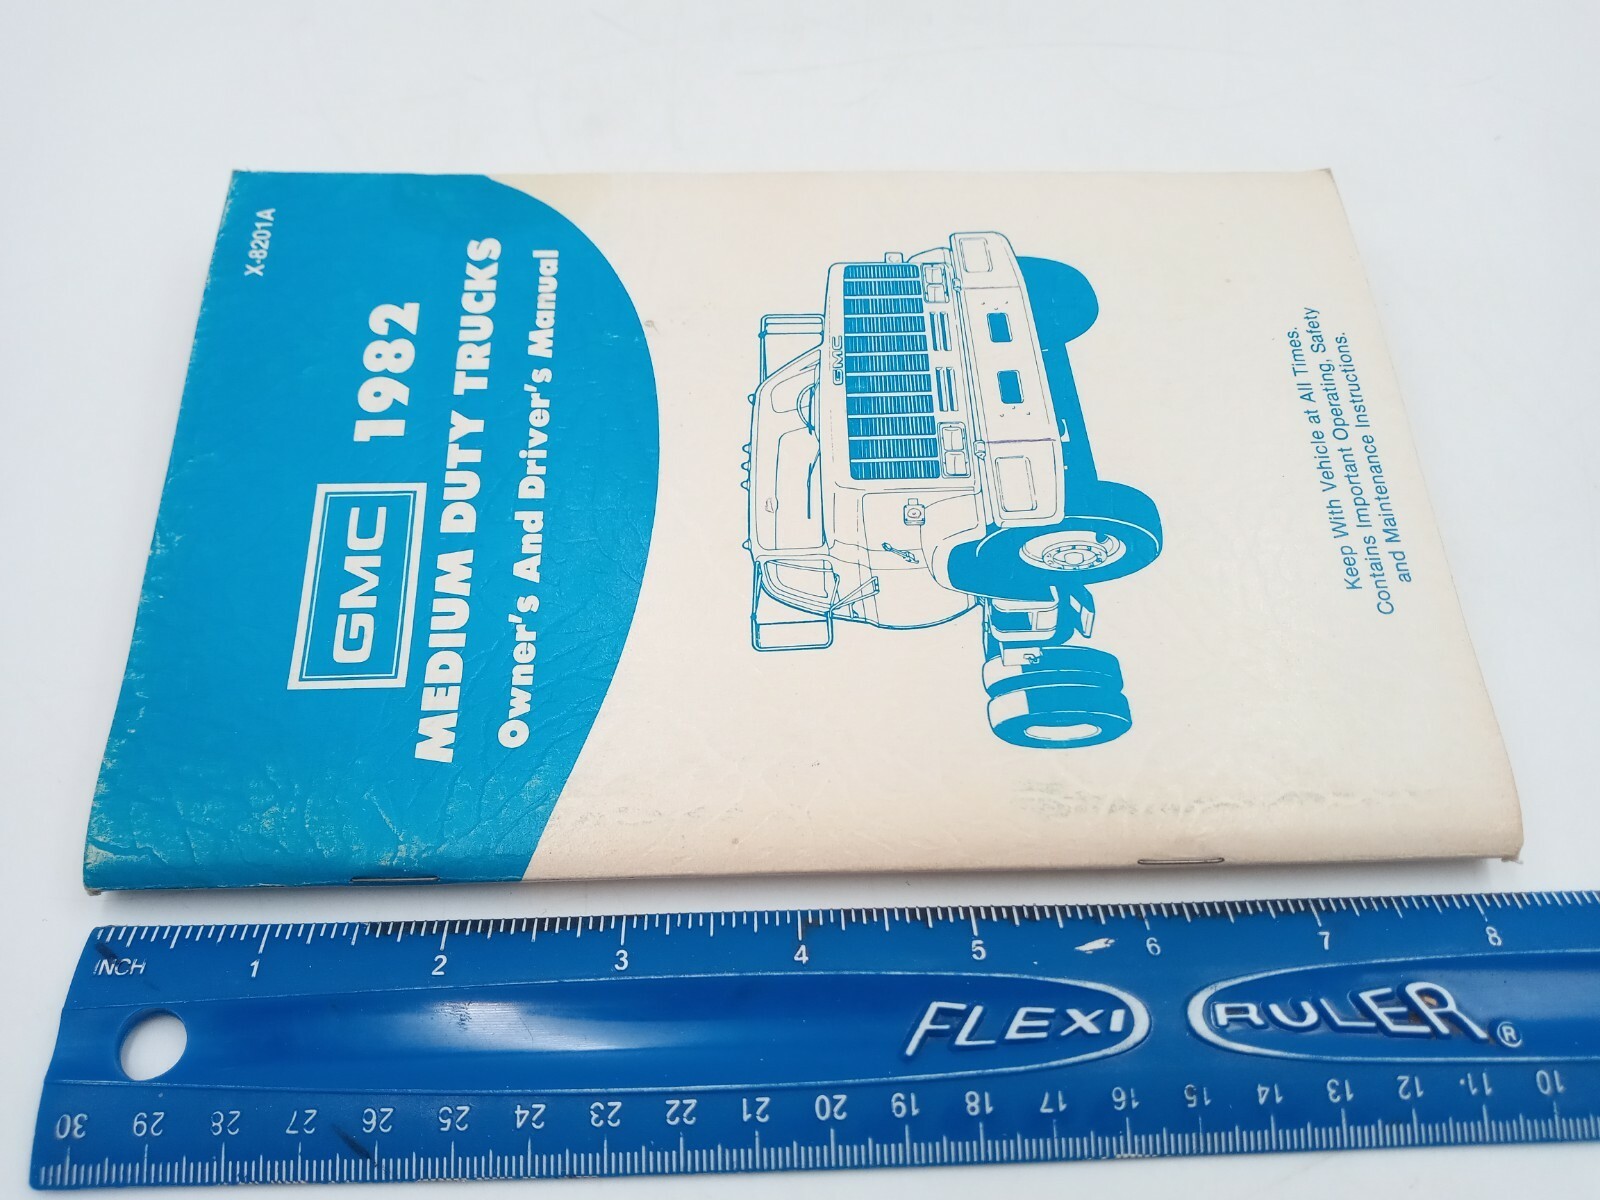 X-8201A
GMC 1982
MEDIUM DUTY TRUCKS
Owner's And Driver's Manual
GMC
Keep With Vehicle at All Times.
Contains Important Operating, Safety
and Maintenance Instructions.
INCH 1 2 3 4 5 6 7 8
FLEXI RULER ®
30 29 28 27 26 25 24 23 22 21 20 19 18 17 16 15 14 13 12 11 10